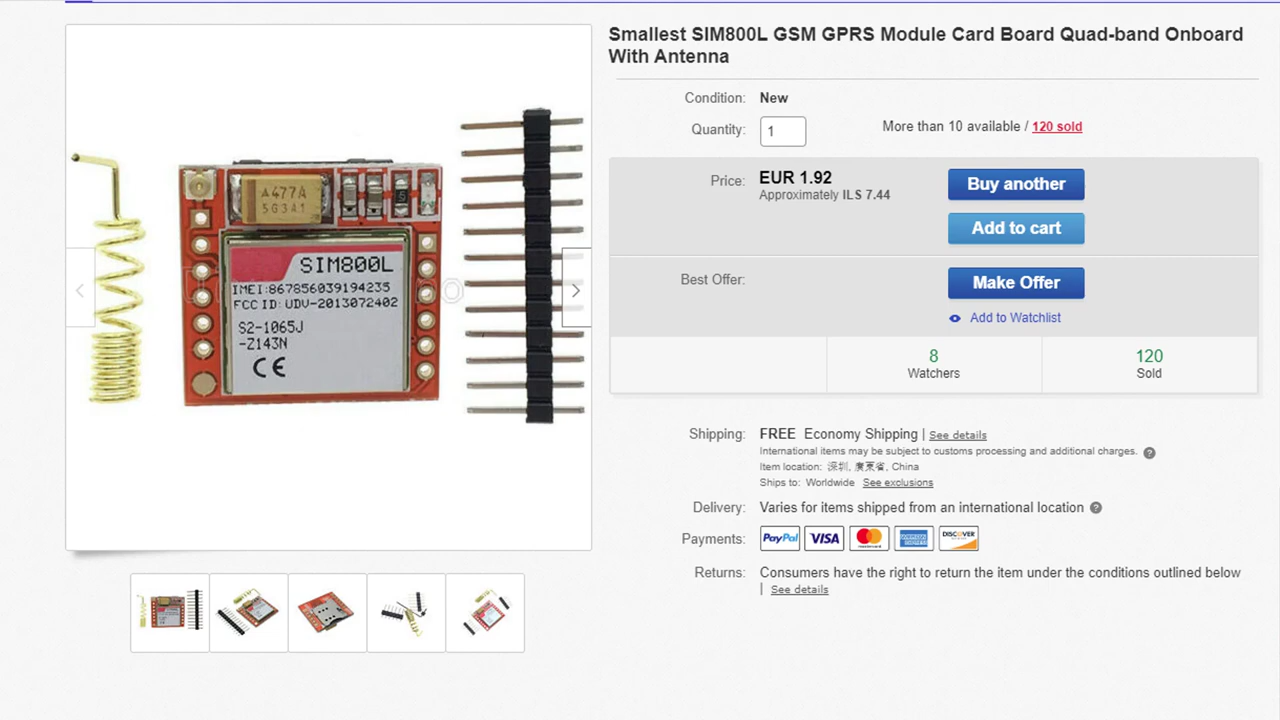 Smallest SIM800L GSM GPRS Module Card Board Quad-band Onboard
With Antenna
Condition: New
Quantity: 1
More than 10 available / 120 sold
Price: EUR 1.92
Approximately ILS 7.44
Buy another
Add to cart
Best Offer:
Make Offer
Add to Watchlist
8
Watchers
120
Sold
Shipping: FREE Economy Shipping | See details
International items may be subject to customs processing and additional charges. ?
Item location: 深圳, 廣東省, China
Ships to: Worldwide See exclusions
Delivery: Varies for items shipped from an international location ?
Payments: PayPal VISA mastercard AMERICAN EXPRESS DISCOVER
Returns: Consumers have the right to return the item under the conditions outlined below
| See details
A477A
5G3A1
SIM800L
IMEI:867856039194235
FCC ID: UDV-2013072402
S2-1065J
-Z143N
CE